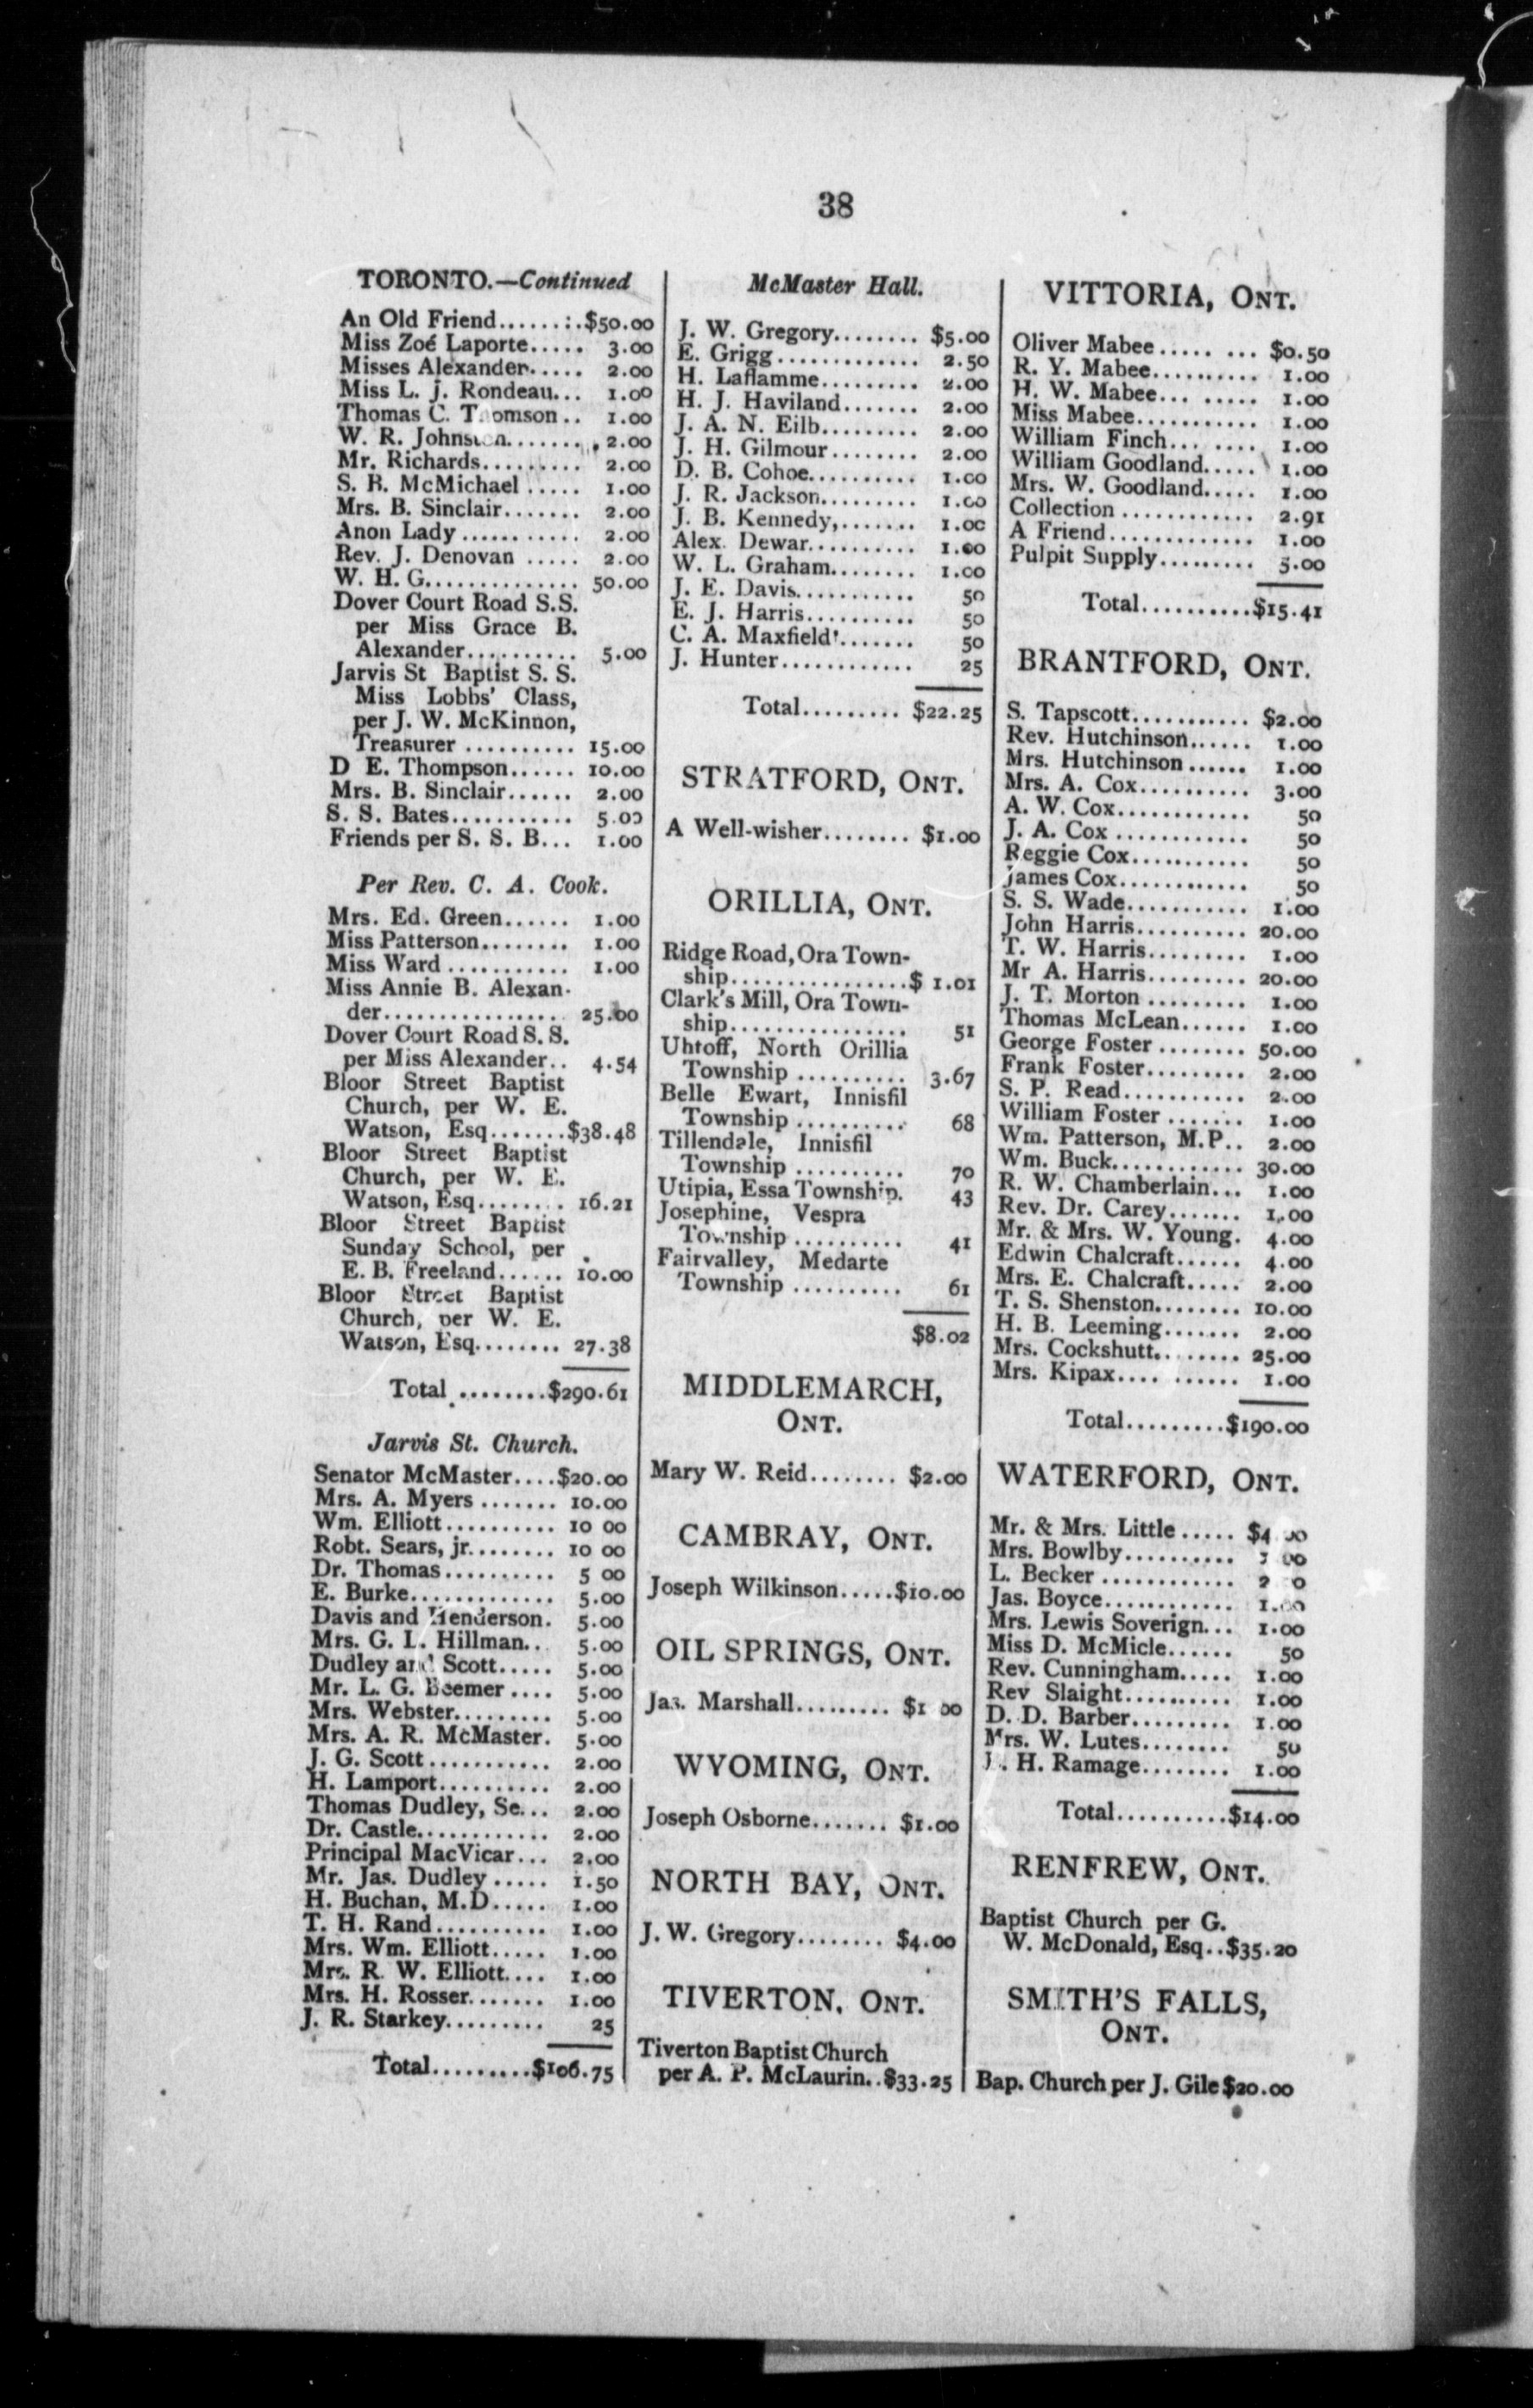 38
TORONTO.—Continued
An Old Friend......:.$50.00
Miss Zoé Laporte..... 3.00
Misses Alexander..... 2.00
Miss L. J. Rondeau... 1.00
Thomas C. Thomson.. 1.00
W. R. Johnston....... 2.00
Mr. Richards.......... 2.00
S. B. McMichael ..... 1.00
Mrs. B. Sinclair....... 2.00
Anon Lady ........... 2.00
Rev. J. Denovan ..... 2.00
W. H. G.............. 50.00
Dover Court Road S.S.
per Miss Grace B.
Alexander.......... 5.00
Jarvis St Baptist S. S.
Miss Lobbs' Class,
per J. W. McKinnon,
Treasurer .......... 15.00
D E. Thompson...... 10.00
Mrs. B. Sinclair...... 2.00
S. S. Bates........... 5.00
Friends per S. S. B... 1.00
Per Rev. C. A. Cook.
Mrs. Ed. Green...... 1.00
Miss Patterson........ 1.00
Miss Ward ........... 1.00
Miss Annie B. Alexan-
der................ 25.00
Dover Court Road S. S.
per Miss Alexander.. 4.54
Bloor Street Baptist
Church, per W. E.
Watson, Esq.......$38.48
Bloor Street Baptist
Church, per W. E.
Watson, Esq........ 16.21
Bloor Street Baptist
Sunday School, per
E. B. Freeland...... 10.00
Bloor Street Baptist
Church, per W. E.
Watson, Esq........ 27.38
Total ........$290.61
Jarvis St. Church.
Senator McMaster....$20.00
Mrs. A. Myers ....... 10.00
Wm. Elliott.......... 10 00
Robt. Sears, jr........ 10 00
Dr. Thomas.......... 5 00
E. Burke............. 5.00
Davis and Henderson. 5.00
Mrs. G. L. Hillman... 5.00
Dudley and Scott..... 5.00
Mr. L. G. Beemer .... 5.00
Mrs. Webster......... 5.00
Mrs. A. R. McMaster. 5.00
J. G. Scott ........... 2.00
H. Lamport.......... 2.00
Thomas Dudley, Se... 2.00
Dr. Castle............ 2.00
Principal MacVicar... 2.00
Mr. Jas. Dudley ..... 1.50
H. Buchan, M.D..... 1.00
T. H. Rand.......... 1.00
Mrs. Wm. Elliott..... 1.00
Mrs. R. W. Elliott.... 1.00
Mrs. H. Rosser....... 1.00
J. R. Starkey......... 25
Total.........$106.75
McMaster Hall.
J. W. Gregory........ $5.00
E. Grigg............. 2.50
H. Laflamme......... 2.00
H. J. Haviland....... 2.00
J. A. N. Eilb......... 2.00
J. H. Gilmour........ 2.00
D. B. Cohoe.......... 1.00
J. R. Jackson......... 1.00
J. B. Kennedy,....... 1.00
Alex. Dewar.......... 1.00
W. L. Graham........ 1.00
J. E. Davis........... 50
E. J. Harris.......... 50
C. A. Maxfield'....... 50
J. Hunter............ 25
Total......... $22.25
STRATFORD, ONT.
A Well-wisher........ $1.00
ORILLIA, ONT.
Ridge Road, Ora Town-
ship................$ 1.01
Clark's Mill, Ora Town-
ship................ 51
Uhtoff, North Orillia
Township .......... 3.67
Belle Ewart, Innisfil
Township .......... 68
Tillendale, Innisfil
Township .......... 70
Utipia, Essa Township. 43
Josephine, Vespra
Township .......... 41
Fairvalley, Medarte
Township .......... 61
$8.02
MIDDLEMARCH,
ONT.
Mary W. Reid........ $2.00
CAMBRAY, ONT.
Joseph Wilkinson.....$10.00
OIL SPRINGS, ONT.
Jas. Marshall......... $1 00
WYOMING, ONT.
Joseph Osborne....... $1.00
NORTH BAY, ONT.
J. W. Gregory........ $4.00
TIVERTON, ONT.
Tiverton Baptist Church
per A. P. McLaurin..$33.25
VITTORIA, ONT.
Oliver Mabee..... ... $0.50
R. Y. Mabee.......... 1.00
H. W. Mabee... ..... 1.00
Miss Mabee........... 1.00
William Finch... .... 1.00
William Goodland..... 1.00
Mrs. W. Goodland..... 1.00
Collection ............ 2.91
A Friend............. 1.00
Pulpit Supply......... 5.00
Total..........$15.41
BRANTFORD, ONT.
S. Tapscott........... $2.00
Rev. Hutchinson...... 1.00
Mrs. Hutchinson ...... 1.00
Mrs. A. Cox.......... 3.00
A. W. Cox............ 50
J. A. Cox ............ 50
Reggie Cox........... 50
James Cox............ 50
S. S. Wade........... 1.00
John Harris.......... 20.00
T. W. Harris......... 1.00
Mr A. Harris......... 20.00
J. T. Morton ......... 1.00
Thomas McLean...... 1.00
George Foster ........ 50.00
Frank Foster......... 2.00
S. P. Read........... 2.00
William Foster ....... 1.00
Wm. Patterson, M.P.. 2.00
Wm. Buck............ 30.00
R. W. Chamberlain... 1.00
Rev. Dr. Carey....... 1.00
Mr. & Mrs. W. Young. 4.00
Edwin Chalcraft...... 4.00
Mrs. E. Chalcraft..... 2.00
T. S. Shenston........ 10.00
H. B. Leeming....... 2.00
Mrs. Cockshutt........ 25.00
Mrs. Kipax.... ...... 1.00
Total.........$190.00
WATERFORD, ONT.
Mr. & Mrs. Little ..... $4.00
Mrs. Bowlby..........
L. Becker ............
Jas. Boyce............ 1.00
Mrs. Lewis Soverign... 1.00
Miss D. McMicle...... 50
Rev. Cunningham..... 1.00
Rev Slaight.......... 1.00
D. D. Barber......... 1.00
Mrs. W. Lutes........ 50
H. Ramage........ 1.00
Total..........$14.00
RENFREW, ONT.
Baptist Church per G.
W. McDonald, Esq..$35.20
SMITH'S FALLS,
ONT.
Bap. Church per J. Gile $20.00